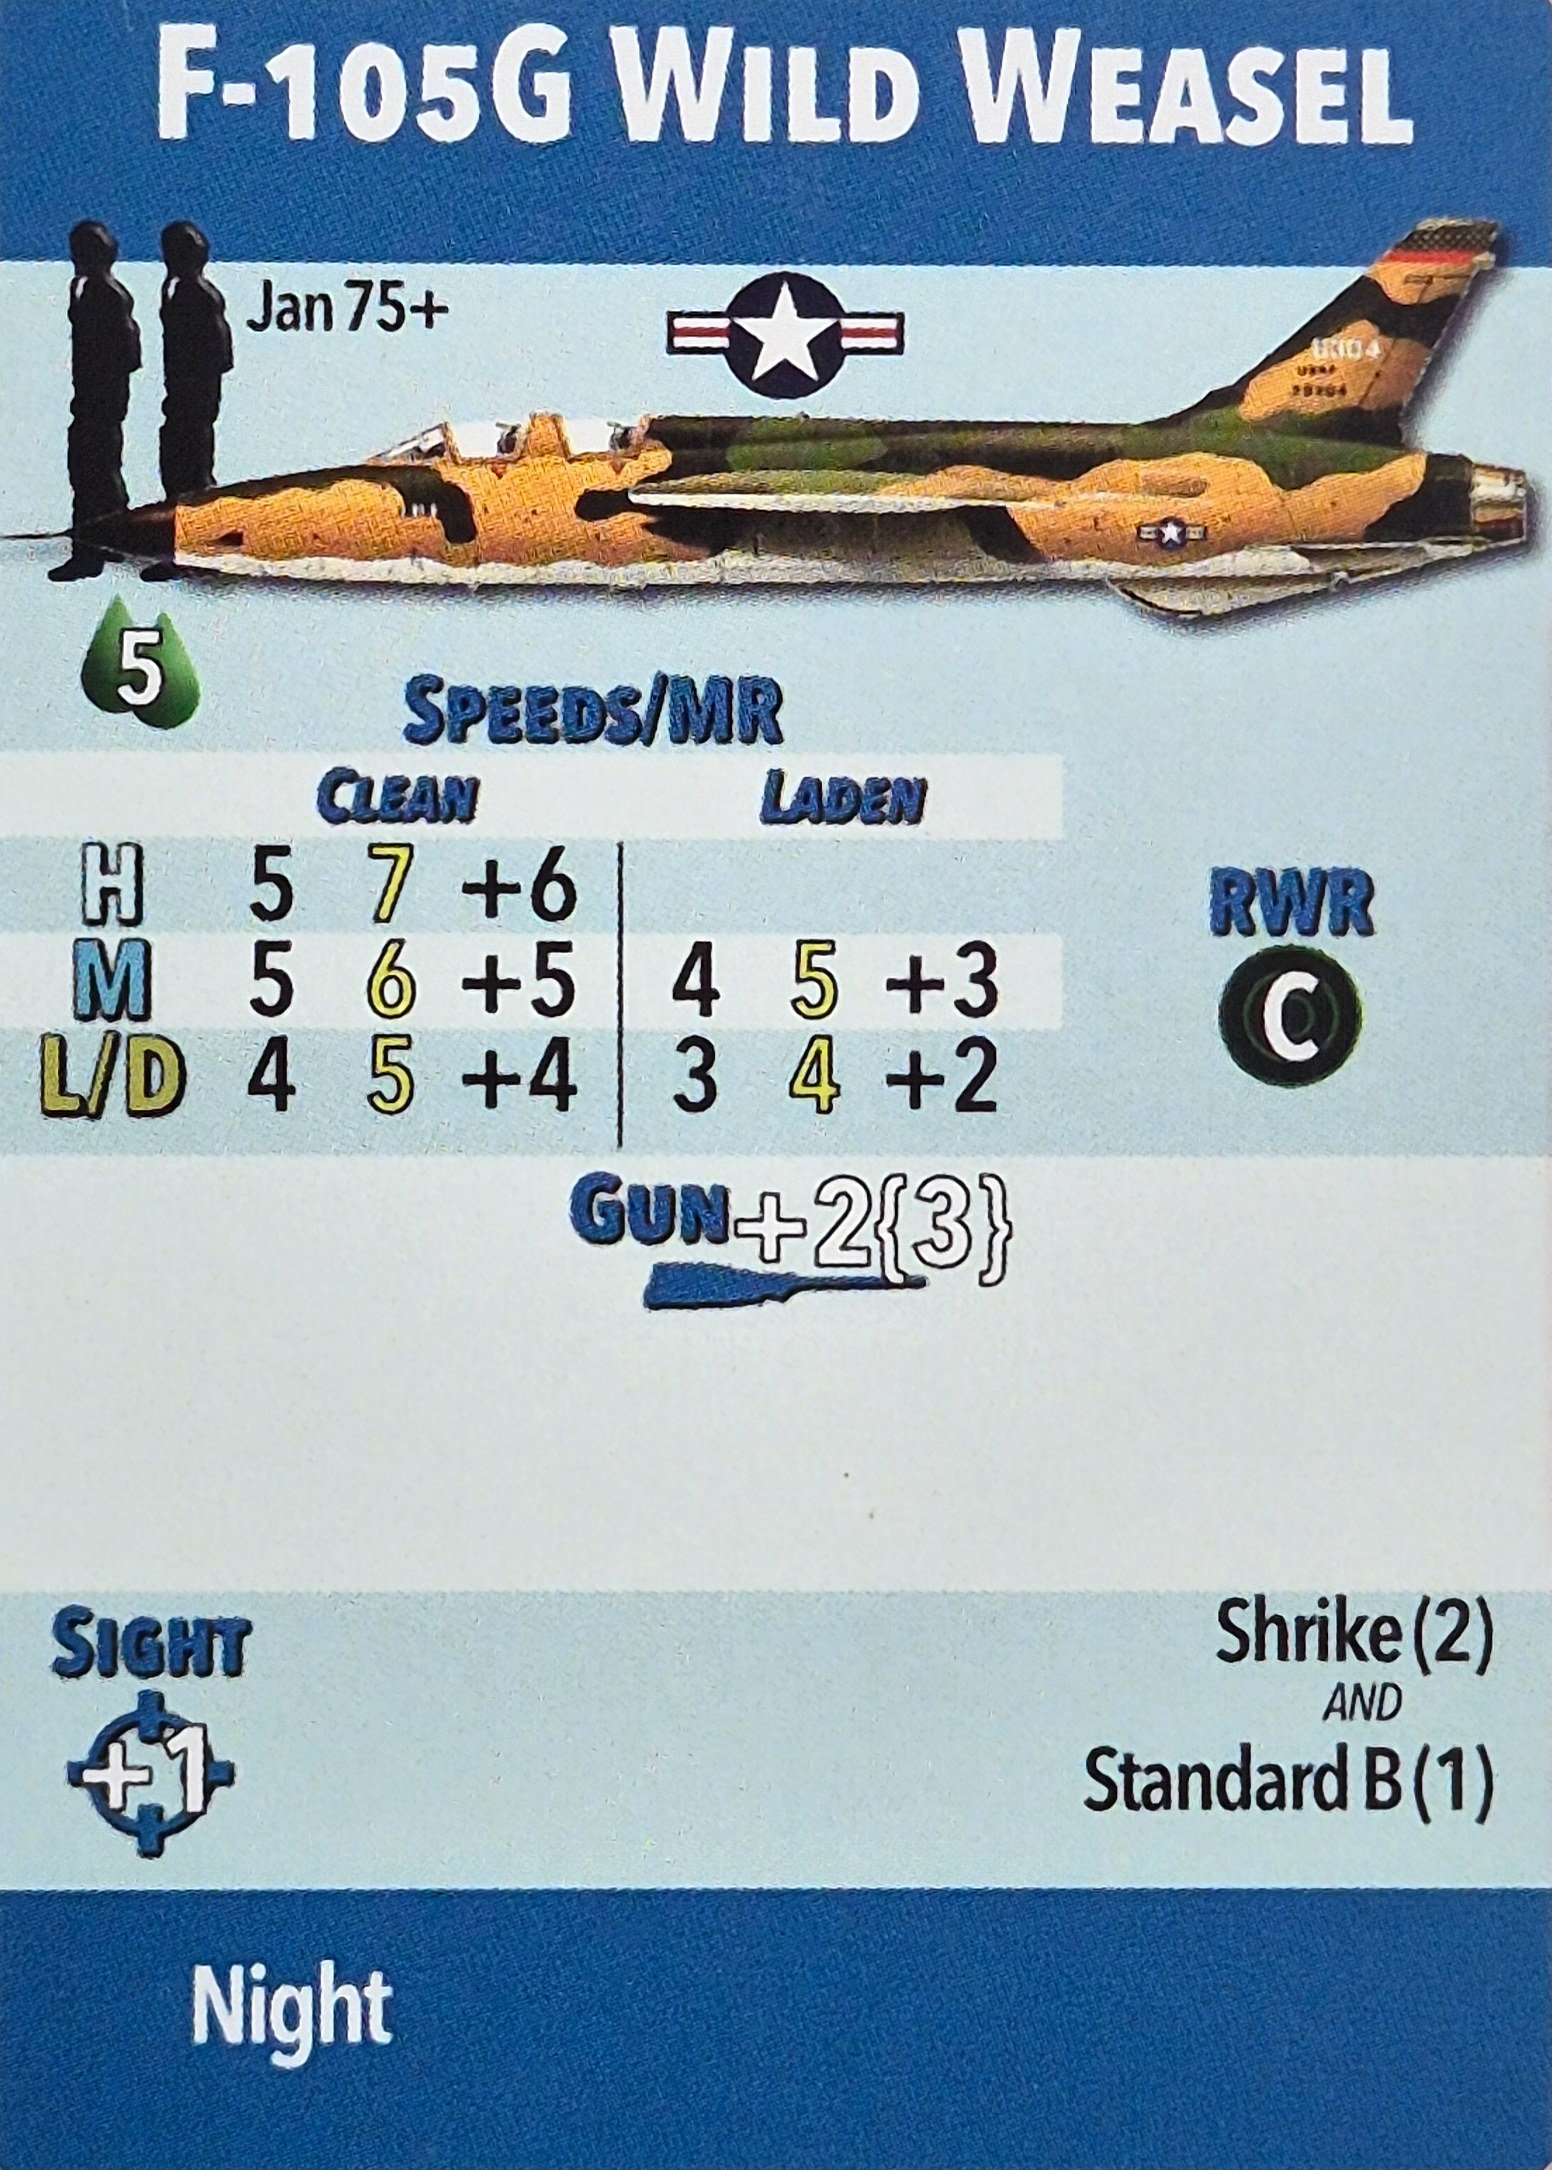 F-105G WILD WEASEL
Jan 75+
USAF
5
SPEEDS/MR
CLEAN LADEN
H 5 7 +6
M 5 6 +5 4 5 +3
L/D 4 5 +4 3 4 +2
RWR
C
GUN +2{3}
SIGHT
+1
Shrike (2)
AND
Standard B (1)
Night